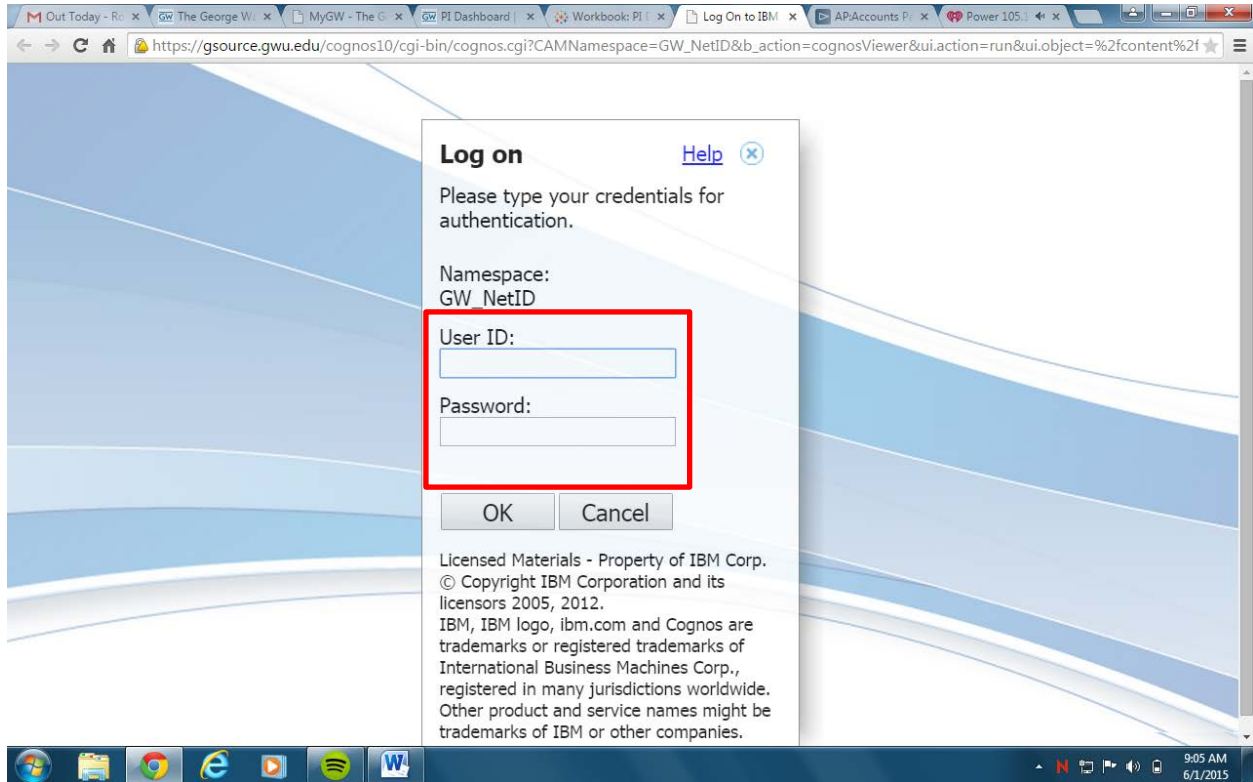 Out Today - Ro
The George Wa
MyGW - The G
PI Dashboard
Workbook: PI
Log On to IBM
AP:Accounts Pa
Power 105.1
https://gsource.gwu.edu/cognos10/cgi-bin/cognos.cgi?CAMNamespace=GW_NetID&b_action=cognosViewer&ui.action=run&ui.object=%2fcontent%2f
Log on Help
Please type your credentials for
authentication.
Namespace:
GW_NetID
User ID:
Password:
OK Cancel
Licensed Materials - Property of IBM Corp.
© Copyright IBM Corporation and its
licensors 2005, 2012.
IBM, IBM logo, ibm.com and Cognos are
trademarks or registered trademarks of
International Business Machines Corp.,
registered in many jurisdictions worldwide.
Other product and service names might be
trademarks of IBM or other companies.
9:05 AM
6/1/2015